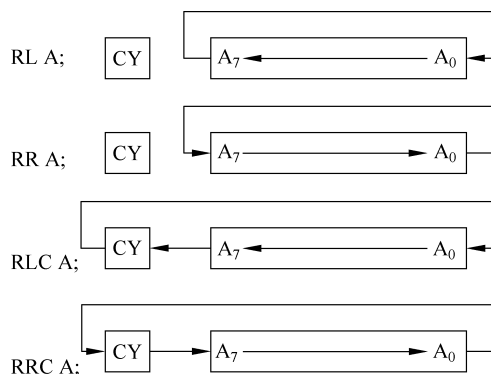 RL A; CY A7 A0
RR A; CY A7 A0
RLC A; CY A7 A0
RRC A; CY A7 A0